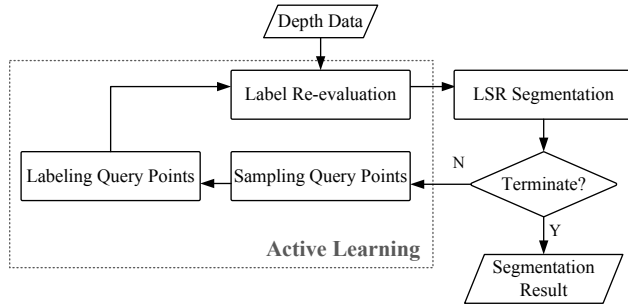 Depth Data
Label Re-evaluation
LSR Segmentation
Labeling Query Points
Sampling Query Points
N
Terminate?
Y
Active Learning
Segmentation
Result